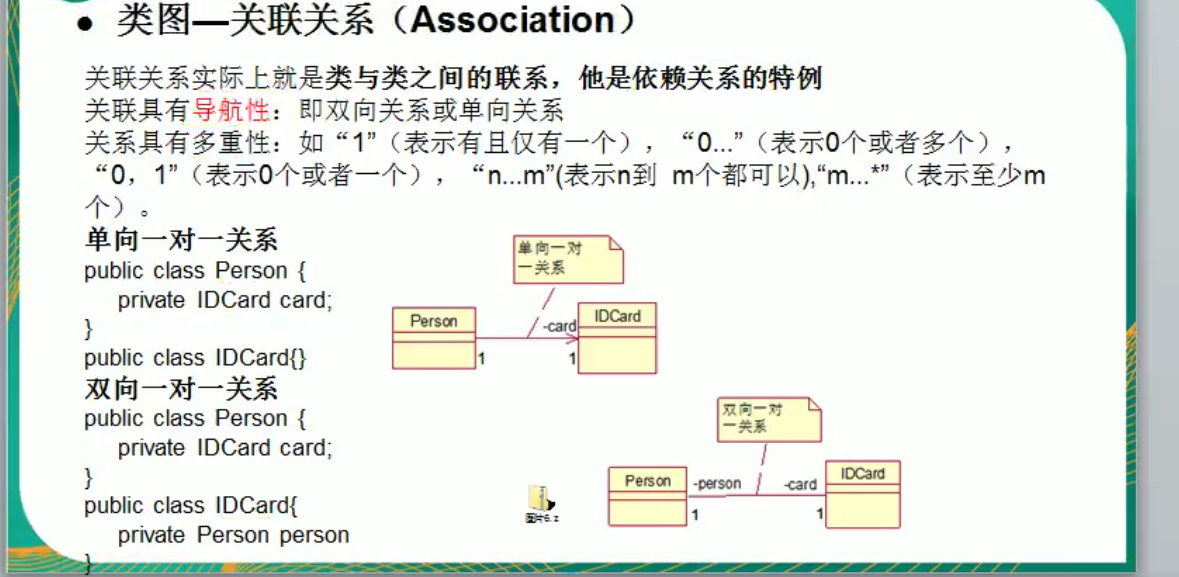 ● 类图—关联关系（Association）
关联关系实际上就是类与类之间的联系，他是依赖关系的特例
关联具有导航性：即双向关系或单向关系
关系具有多重性：如“1”（表示有且仅有一个），“0...”（表示0个或者多个），
“0，1”（表示0个或者一个），“n...m”(表示n到 m个都可以),“m...*”（表示至少m
个）。
单向一对一关系
public class Person {
private IDCard card;
}
public class IDCard{}
双向一对一关系
public class Person {
private IDCard card;
}
public class IDCard{
private Person person
}
单向一对
一关系
Person
-card
IDCard
1
1
双向一对
一关系
Person
-person
-card
IDCard
1
1
图片6.z